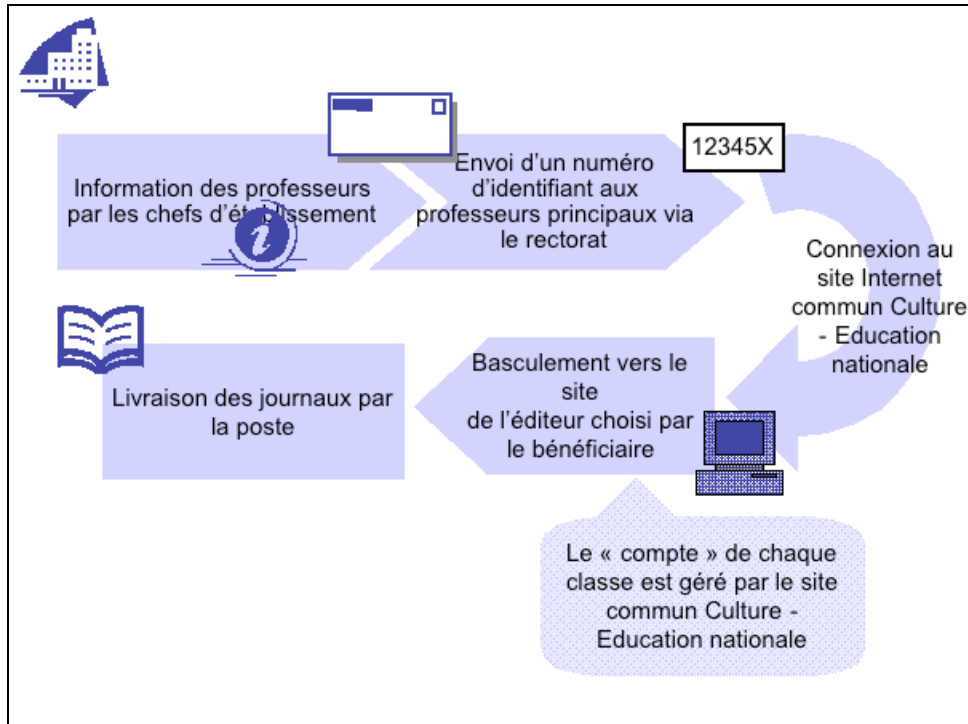 Information des professeurs
par les chefs d'établissement
Envoi d'un numéro
d'identifiant aux
professeurs principaux via
le rectorat
12345X
Connexion au
site Internet
commun Culture
- Education
nationale
Basculement vers le
site
de l'éditeur choisi par
le bénéficiaire
Livraison des journaux par
la poste
Le « compte » de chaque
classe est géré par le site
commun Culture -
Education nationale